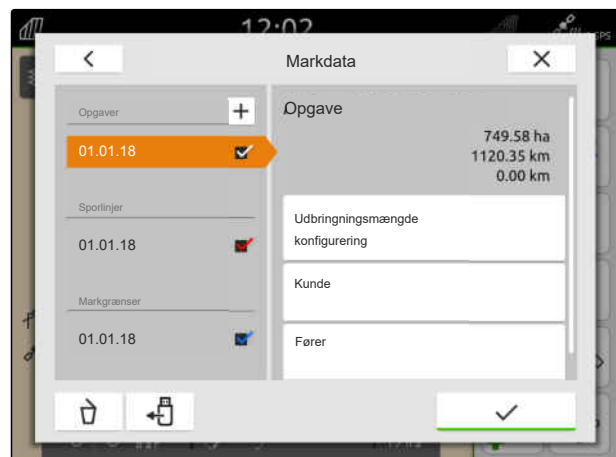 12:02
GPS
Markdata
Opgaver
01.01.18
Sporlinjer
01.01.18
Markgrænser
01.01.18
Opgave
749.58 ha
1120.35 km
0.00 km
Udbringningsmængde
konfigurering
Kunde
Fører